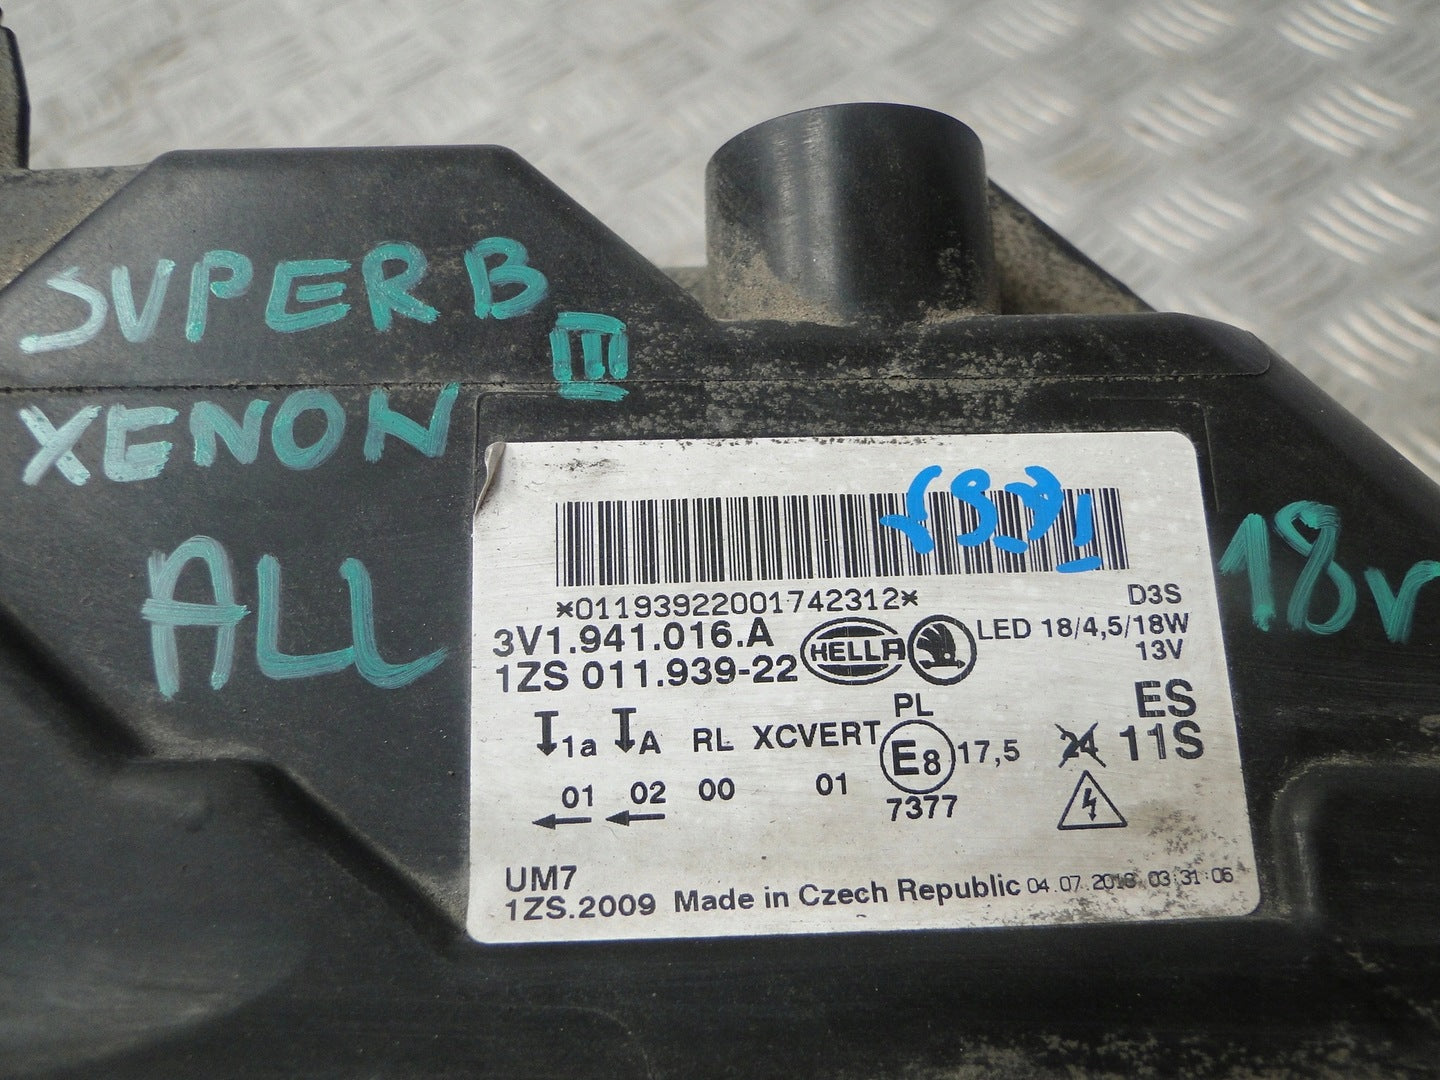 SUPERB III
XENON
ALL
18r
*01193922001742312*
3V1.941.016.A
1ZS 011.939-22
HELLA
D3S
LED 18/4,5/18W
13V
ES
11S
24
1a A RL XCVERT
01 02 00 01
PL
E8 17,5
7377
UM7
1ZS.2009 Made in Czech Republic 04.07.2018 03:31:06